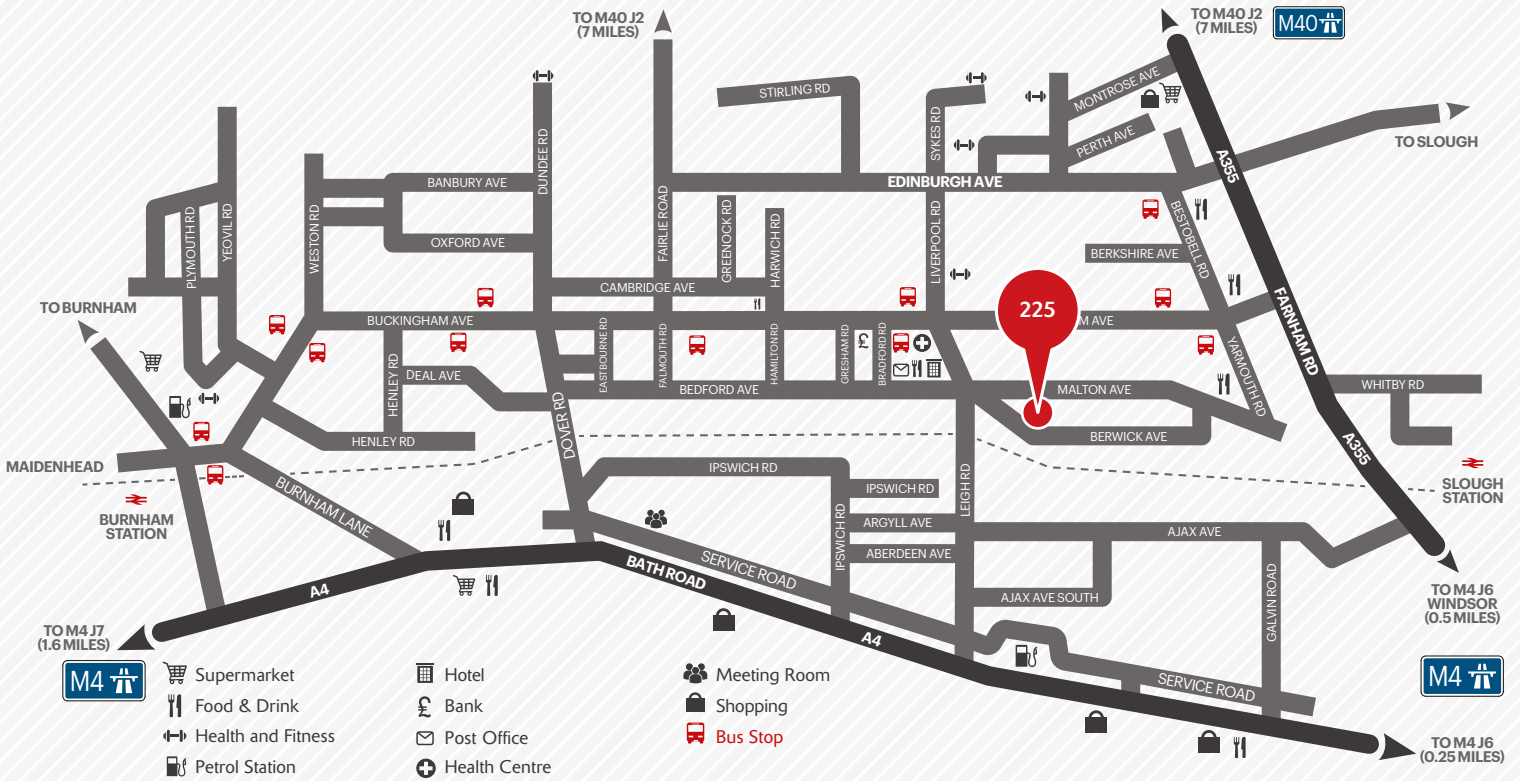 TO M40 J2
(7 MILES)
TO M40 J2
(7 MILES)
M40
STIRLING RD
MONTROSE AVE
SYKES RD
PERTH AVE
TO SLOUGH
A355
DUNDEE RD
BANBURY AVE
EDINBURGH AVE
PLYMOUTH RD
YEOVIL RD
WESTON RD
OXFORD AVE
FAIRLIE ROAD
GREENOCK RD
HARWICH RD
LIVERPOOL RD
BESTOBELL RD
BERKSHIRE AVE
CAMBRIDGE AVE
TO BURNHAM
BUCKINGHAM AVE
225
M AVE
FARNHAM RD
EASTBOURNE RD
FALMOUTH RD
HAMILTON RD
GRESHAM RD
BRADFORD RD
YARMOUTH RD
HENLEY RD
DEAL AVE
BEDFORD AVE
MALTON AVE
WHITBY RD
DOVER RD
HENLEY RD
BERWICK AVE
A355
MAIDENHEAD
IPSWICH RD
LEIGH RD
IPSWICH RD
SLOUGH
STATION
BURNHAM
STATION
BURNHAM LANE
IPSWICH RD
ARGYLL AVE
AJAX AVE
ABERDEEN AVE
SERVICE ROAD
BATH ROAD
A4
AJAX AVE SOUTH
GALVIN ROAD
TO M4 J6
WINDSOR
(0.5 MILES)
TO M4 J7
(1.6 MILES)
A4
M4
M4
SERVICE ROAD
Supermarket
Food & Drink
Health and Fitness
Petrol Station
Hotel
£ Bank
Post Office
Health Centre
Meeting Room
Shopping
Bus Stop
£
TO M4 J6
(0.25 MILES)